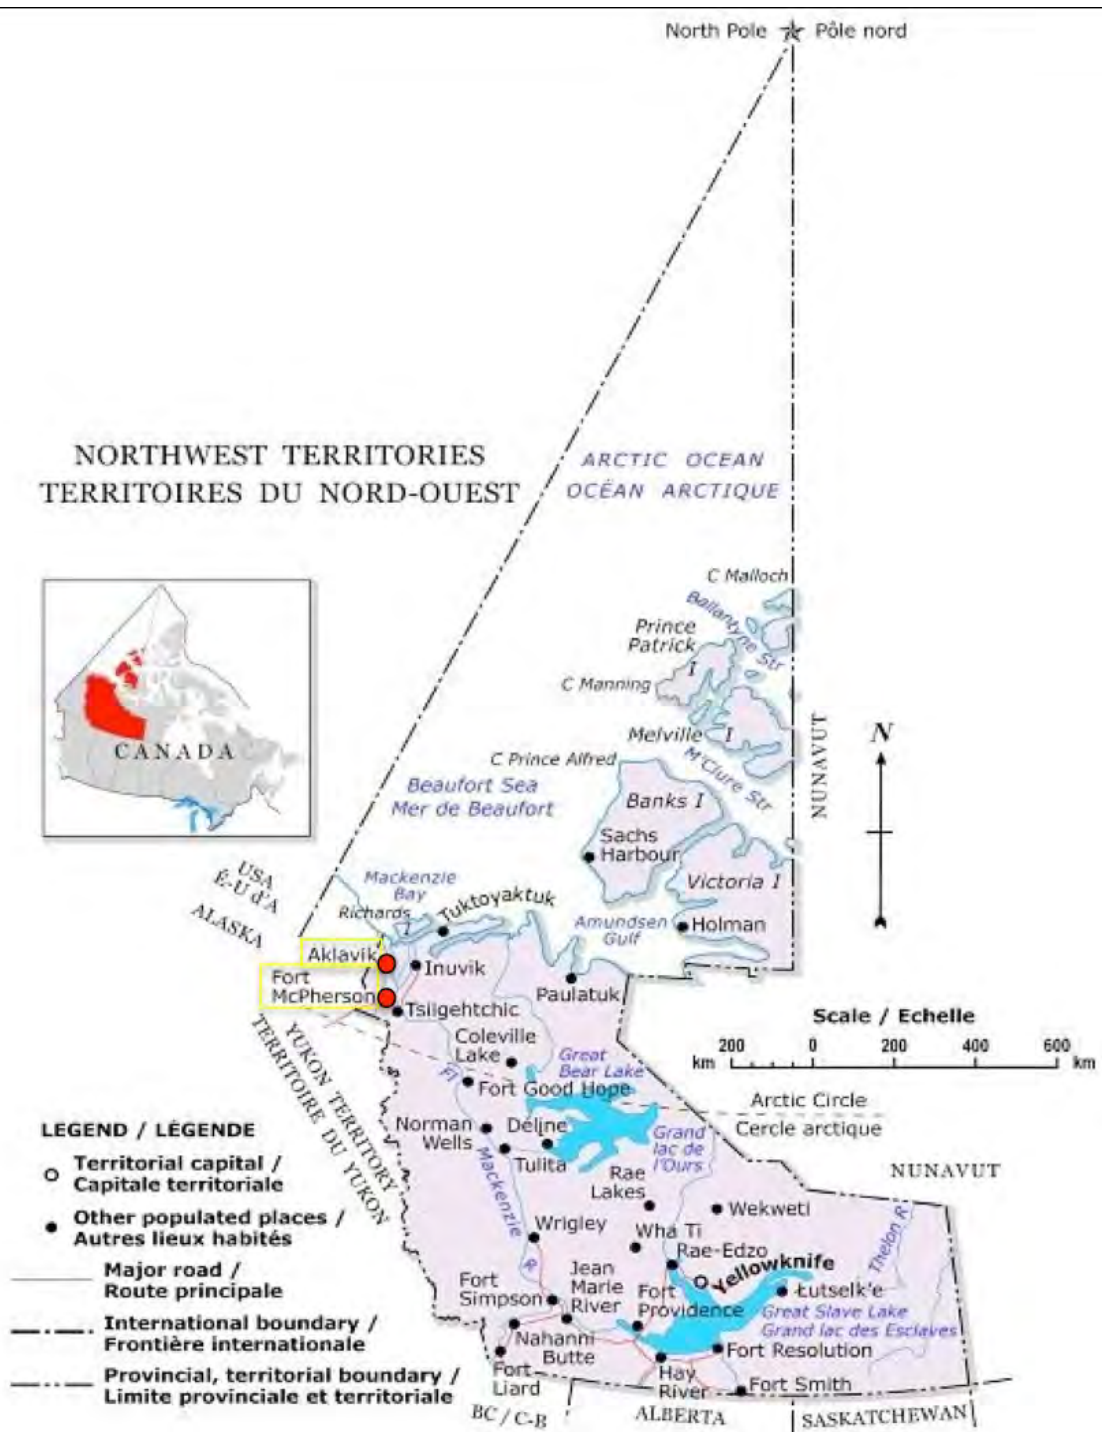 North Pole Pôle nord
NORTHWEST TERRITORIES
TERRITOIRES DU NORD-OUEST
ARCTIC OCEAN
OCÉAN ARCTIQUE
C Malloch
Ballantyne Str
Prince
Patrick
I
C Manning
Melville I
M'Clure Str
NUNAVUT
N
CANADA
C Prince Alfred
Beaufort Sea
Mer de Beaufort
Banks I
Sachs
Harbour
Victoria I
USA
É-U d'A
ALASKA
Mackenzie
Bay
Richards
I
Tuktoyaktuk
Amundsen
Gulf
Holman
Aklavik
Inuvik
Fort
McPherson
Tsiigehtchic
Paulatuk
Scale / Echelle
200 0 200 400 600
km km
YUKON TERRITORY
TERRITOIRE DU YUKON
Coleville
Lake
Great
Bear Lake
Fort Good Hope
Arctic Circle
Cercle arctique
Norman
Wells
Déline
Tulita
Grand
lac de
l'Ours
Mackenzie
R
NUNAVUT
Rae
Lakes
Wekweti
Wrigley
Wha Ti
Rae-Edzo
Thelon R
Yellowknife
Jean
Marie
River
Fort
Simpson
Fort
Providence
Łutselk'e
Great Slave Lake
Grand lac des Esclaves
Nahanni
Butte
Fort Resolution
Fort
Liard
Hay
River
Fort Smith
BC / C-B
ALBERTA
SASKATCHEWAN
LEGEND / LÉGENDE
Territorial capital /
Capitale territoriale
Other populated places /
Autres lieux habités
Major road /
Route principale
International boundary /
Frontière internationale
Provincial, territorial boundary /
Limite provinciale et territoriale